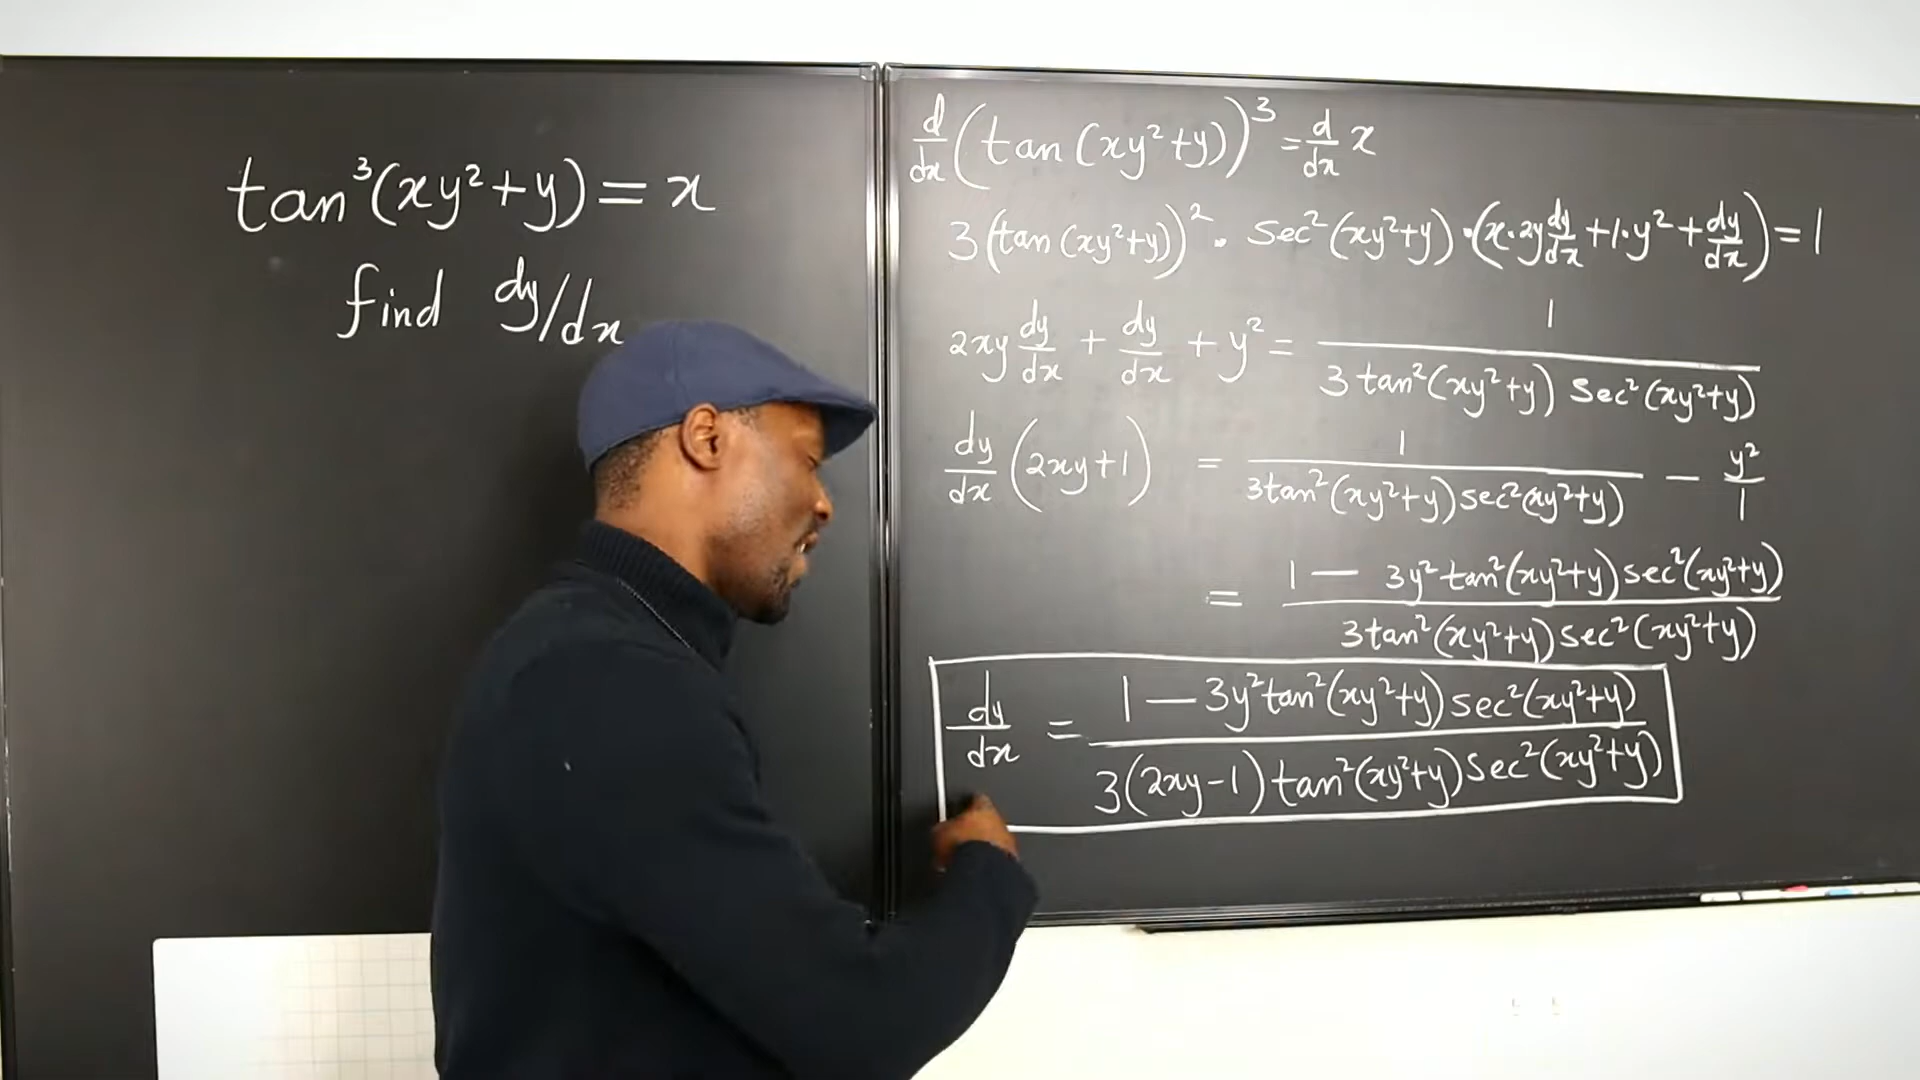 tan³(xy²+y) = x
find dy/dx
d/dx (tan (xy²+y))³ = d/dx x
3(tan (xy²+y))² · sec²(xy²+y) · (x·2y dy/dx + 1·y² + dy/dx) = 1
2xy dy/dx + dy/dx + y² = 1 / 3 tan²(xy²+y) sec²(xy²+y)
dy/dx (2xy+1) = 1 / 3tan²(xy²+y) sec²(xy²+y) − y²/1
= 1 − 3y² tan²(xy²+y) sec²(xy²+y) / 3tan²(xy²+y) sec²(xy²+y)
dy/dx = 1 − 3y² tan²(xy²+y) sec²(xy²+y) / 3(2xy−1) tan²(xy²+y) sec²(xy²+y)